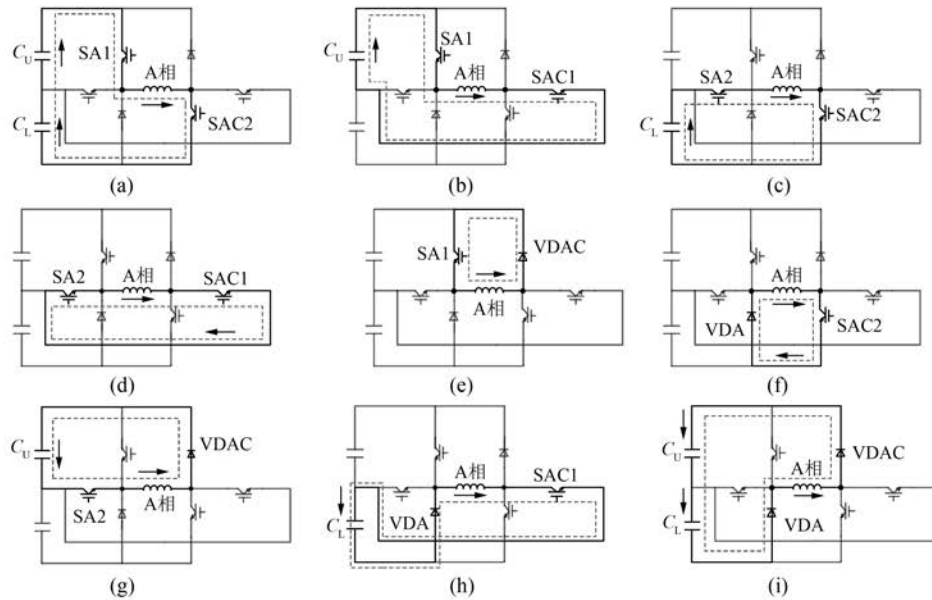 C_U
SA1
A相
C_L
SAC2
(a)
C_U
SA1
A相
SAC1
(b)
SA2
A相
C_L
SAC2
(c)
SA2
A相
SAC1
(d)
SA1
VDAC
A相
(e)
A相
VDA
SAC2
(f)
C_U
VDAC
SA2
A相
(g)
A相
SAC1
C_L
VDA
(h)
C_U
VDAC
A相
C_L
VDA
(i)